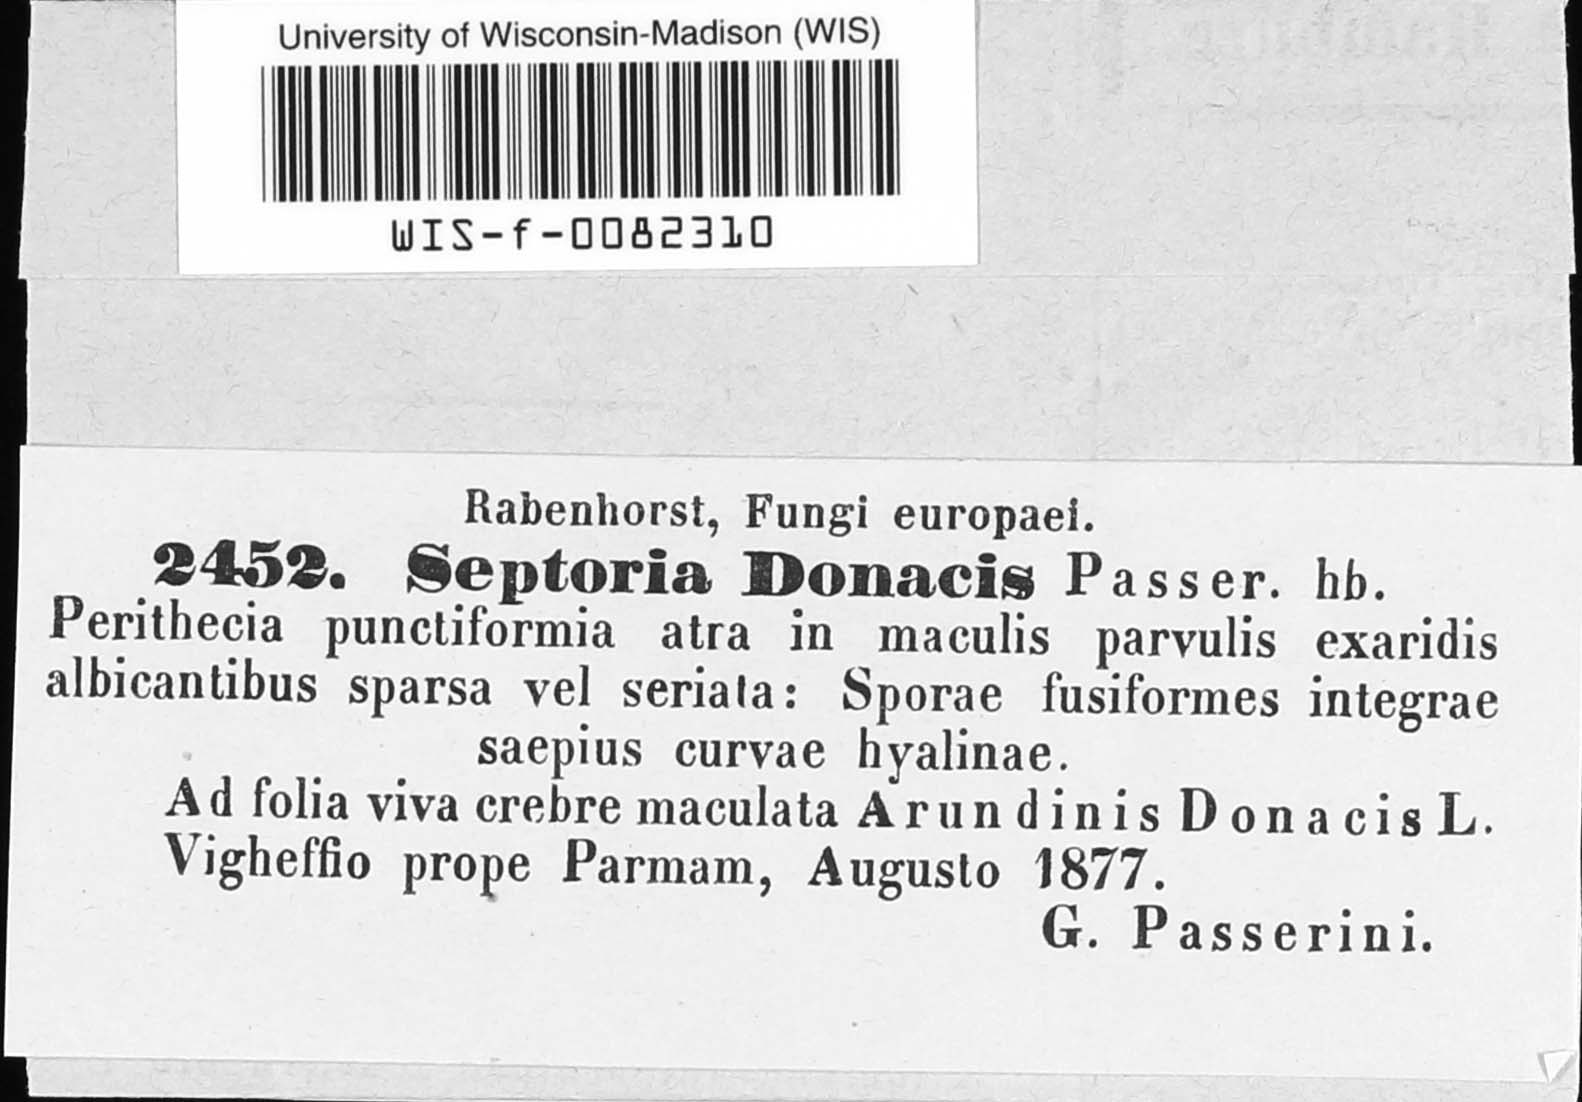 University of Wisconsin-Madison (WIS)
WIS-f-0082310
Rabenhorst, Fungi europaei.
2452. Septoria Donacis Passer. hb.
Perithecia punctiformia atra in maculis parvulis exaridis
albicantibus sparsa vel seriata: Sporae fusiformes integrae
saepius curvae hyalinae.
Ad folia viva crebre maculata Arundinis Donacis L.
Vigheffio prope Parmam, Augusto 1877.
G. Passerini.